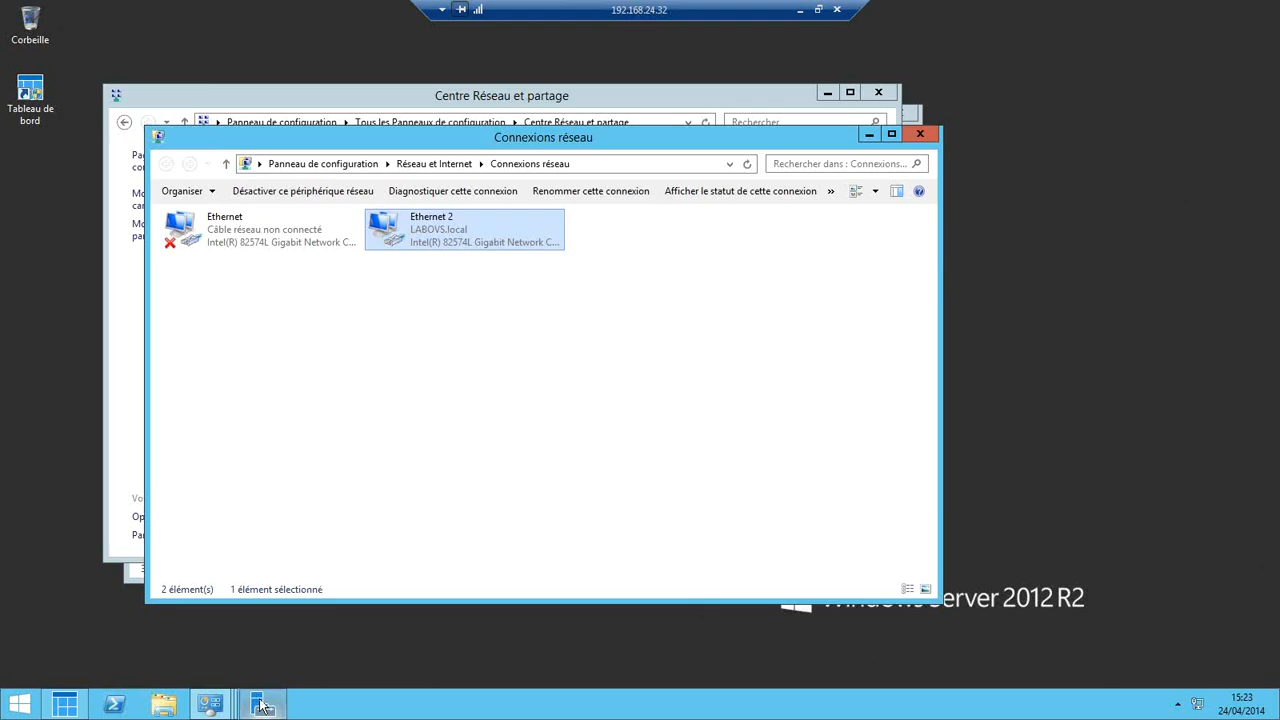 192.168.24.32
Corbeille
Tableau de
bord
Centre Réseau et partage
Panneau de configuration
Tous les Panneaux de configuration
Centre Réseau et partage
Rechercher
Connexions réseau
Panneau de configuration
Réseau et Internet
Connexions réseau
Rechercher dans : Connexions...
Organiser
Désactiver ce périphérique réseau
Diagnostiquer cette connexion
Renommer cette connexion
Afficher le statut de cette connexion
»
Ethernet
Câble réseau non connecté
Intel(R) 82574L Gigabit Network C...
Ethernet 2
LABOVS.local
Intel(R) 82574L Gigabit Network C...
2 élément(s)
1 élément sélectionné
Server 2012 R2
15:23
24/04/2014